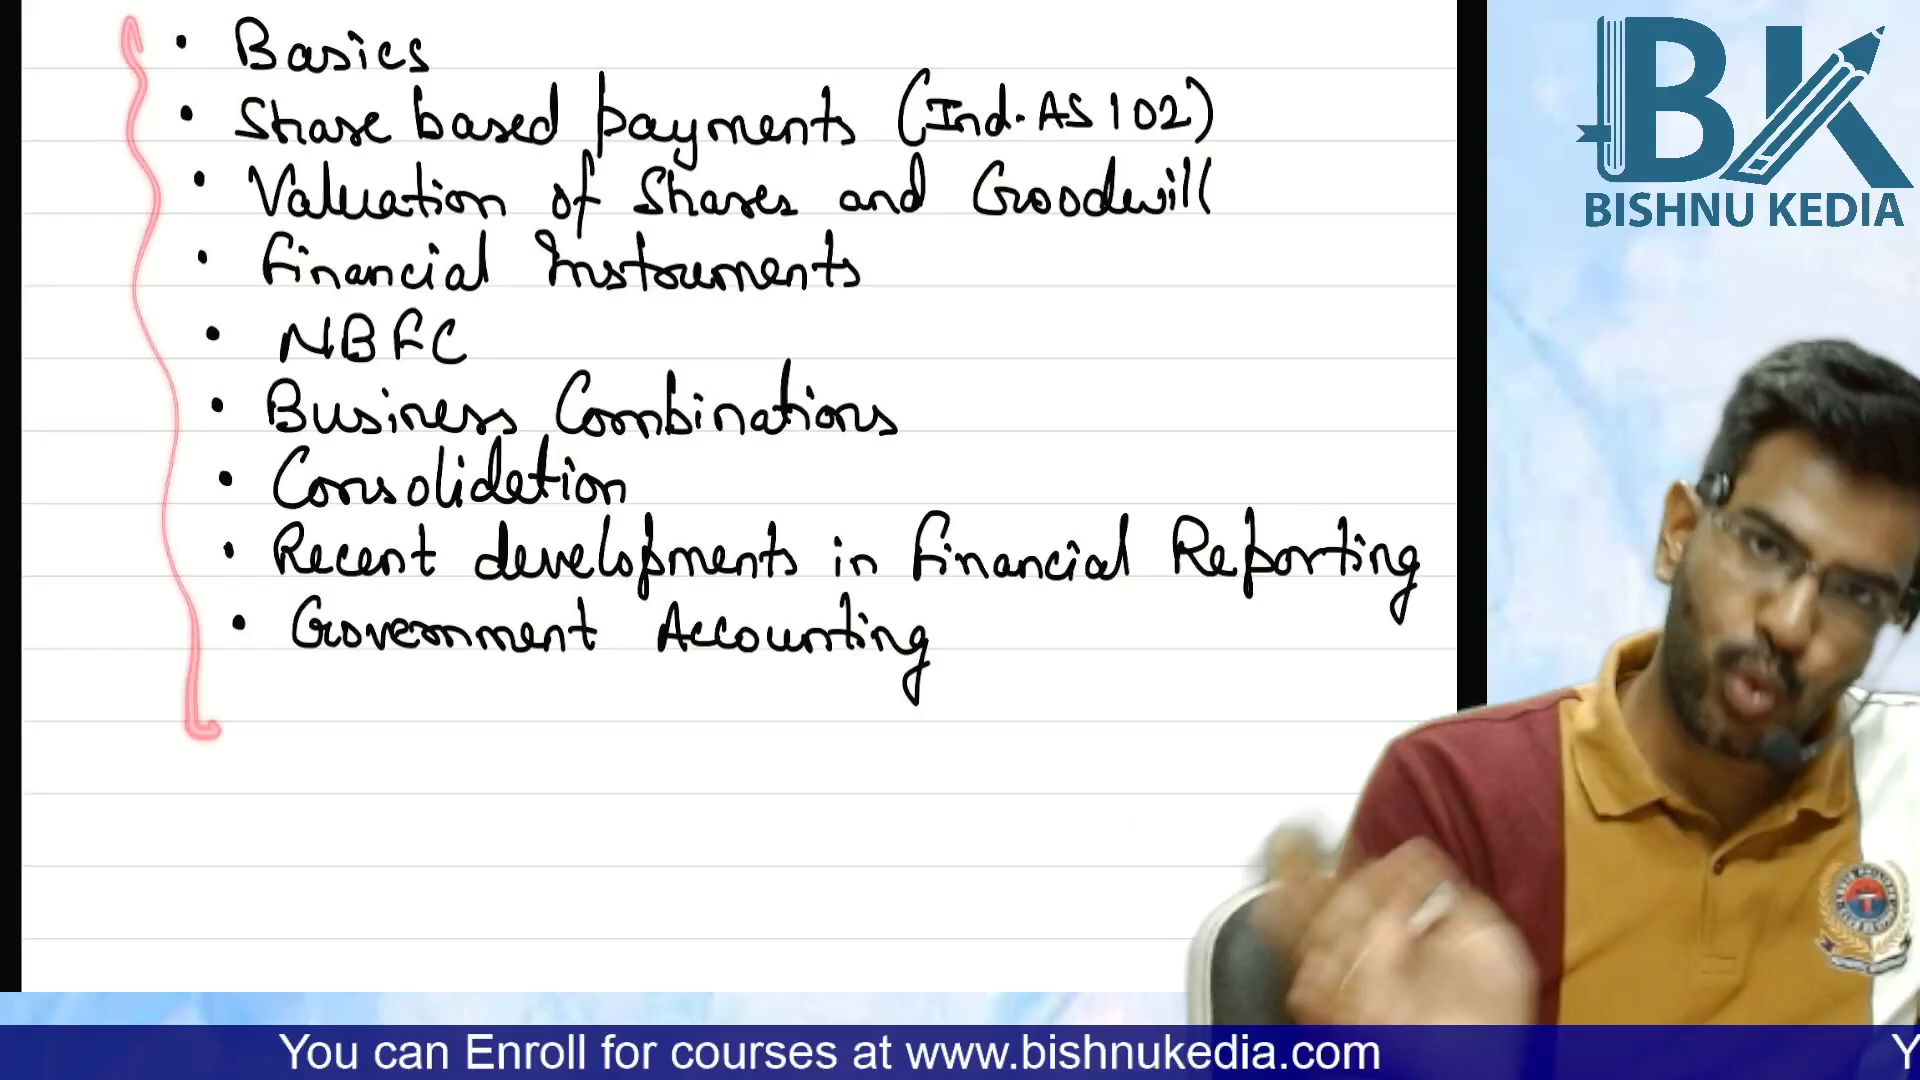 • Basics
• Share based payments (Ind. AS 102)
• Valuation of Shares and Goodwill
• Financial Instruments
• NBFC
• Business Combinations
• Consolidation
• Recent developments in Financial Reporting
• Government Accounting
BK
BISHNU KEDIA
You can Enroll for courses at www.bishnukedia.com
Y